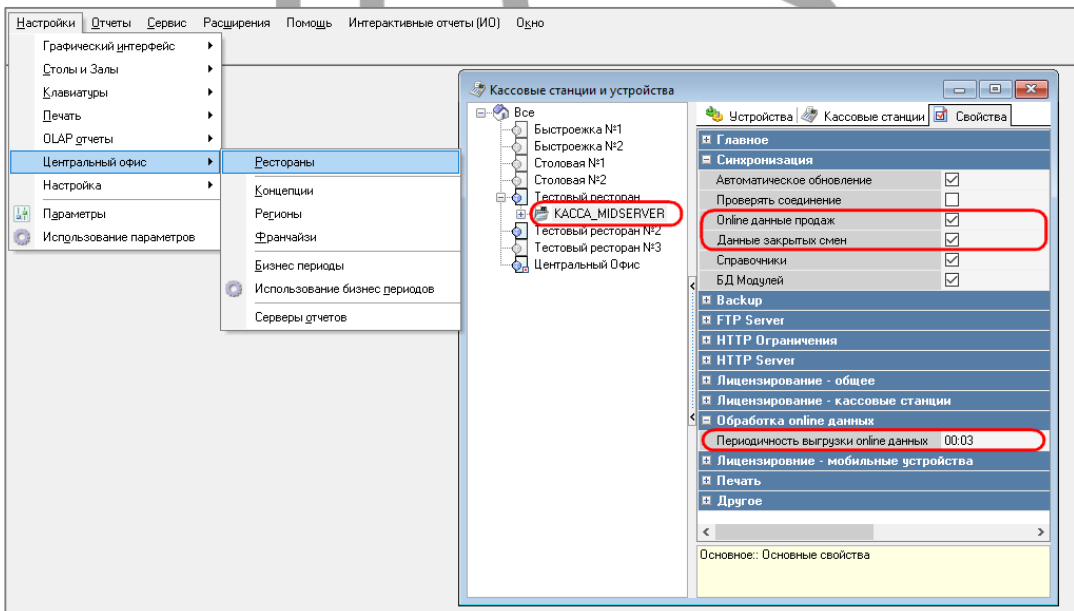 Настройки Отчеты Сервис Расширения Помощь Интерактивные отчеты (ИО) Окно
Графический интерфейс
Столы и Залы
Клавиатуры
Печать
OLAP отчеты
Центральный офис
Настройка
Параметры
Использование параметров
Рестораны
Концепции
Регионы
Франчайзи
Бизнес периоды
Использование бизнес периодов
Серверы отчетов
Кассовые станции и устройства
Все
Быстроежка №1
Быстроежка №2
Столовая №1
Столовая №2
Тестовый ресторан
КАССА_MIDSERVER
Тестовый ресторан №2
Тестовый ресторан №3
Центральный Офис
Устройства Кассовые станции Свойства
Главное
Синхронизация
Автоматическое обновление
Проверять соединение
Online данные продаж
Данные закрытых смен
Справочники
БД Модулей
Backup
FTP Server
HTTP Ограничения
HTTP Server
Лицензирование - общее
Лицензирование - кассовые станции
Обработка online данных
Периодичность выгрузки online данных 00:03
Лицензировние - мобильные устройства
Печать
Другое
Основное:: Основные свойства